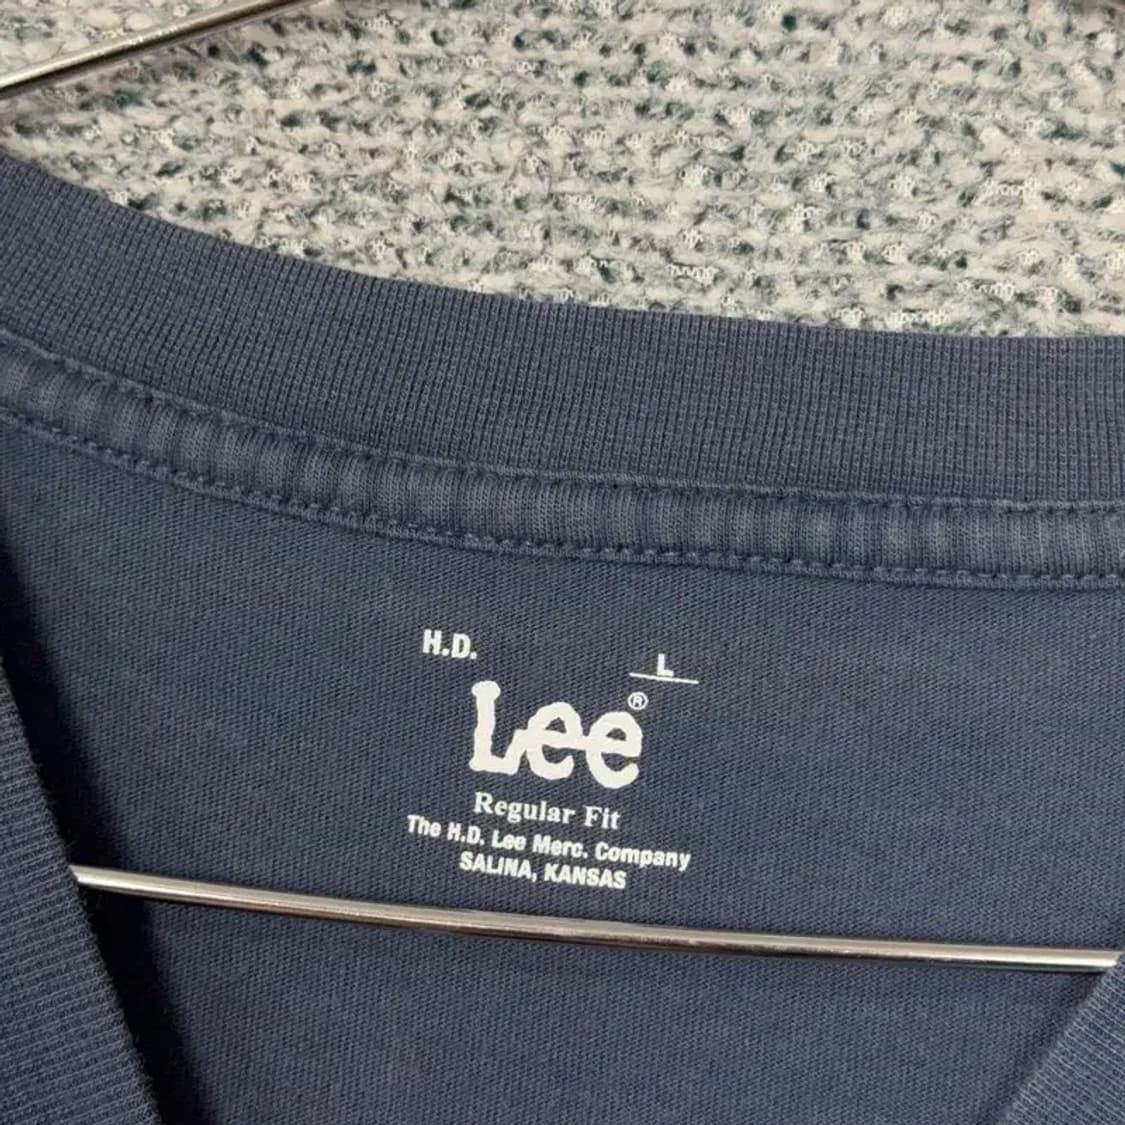 H.D.
L
Lee®
Regular Fit
The H.D. Lee Merc. Company
SALINA, KANSAS